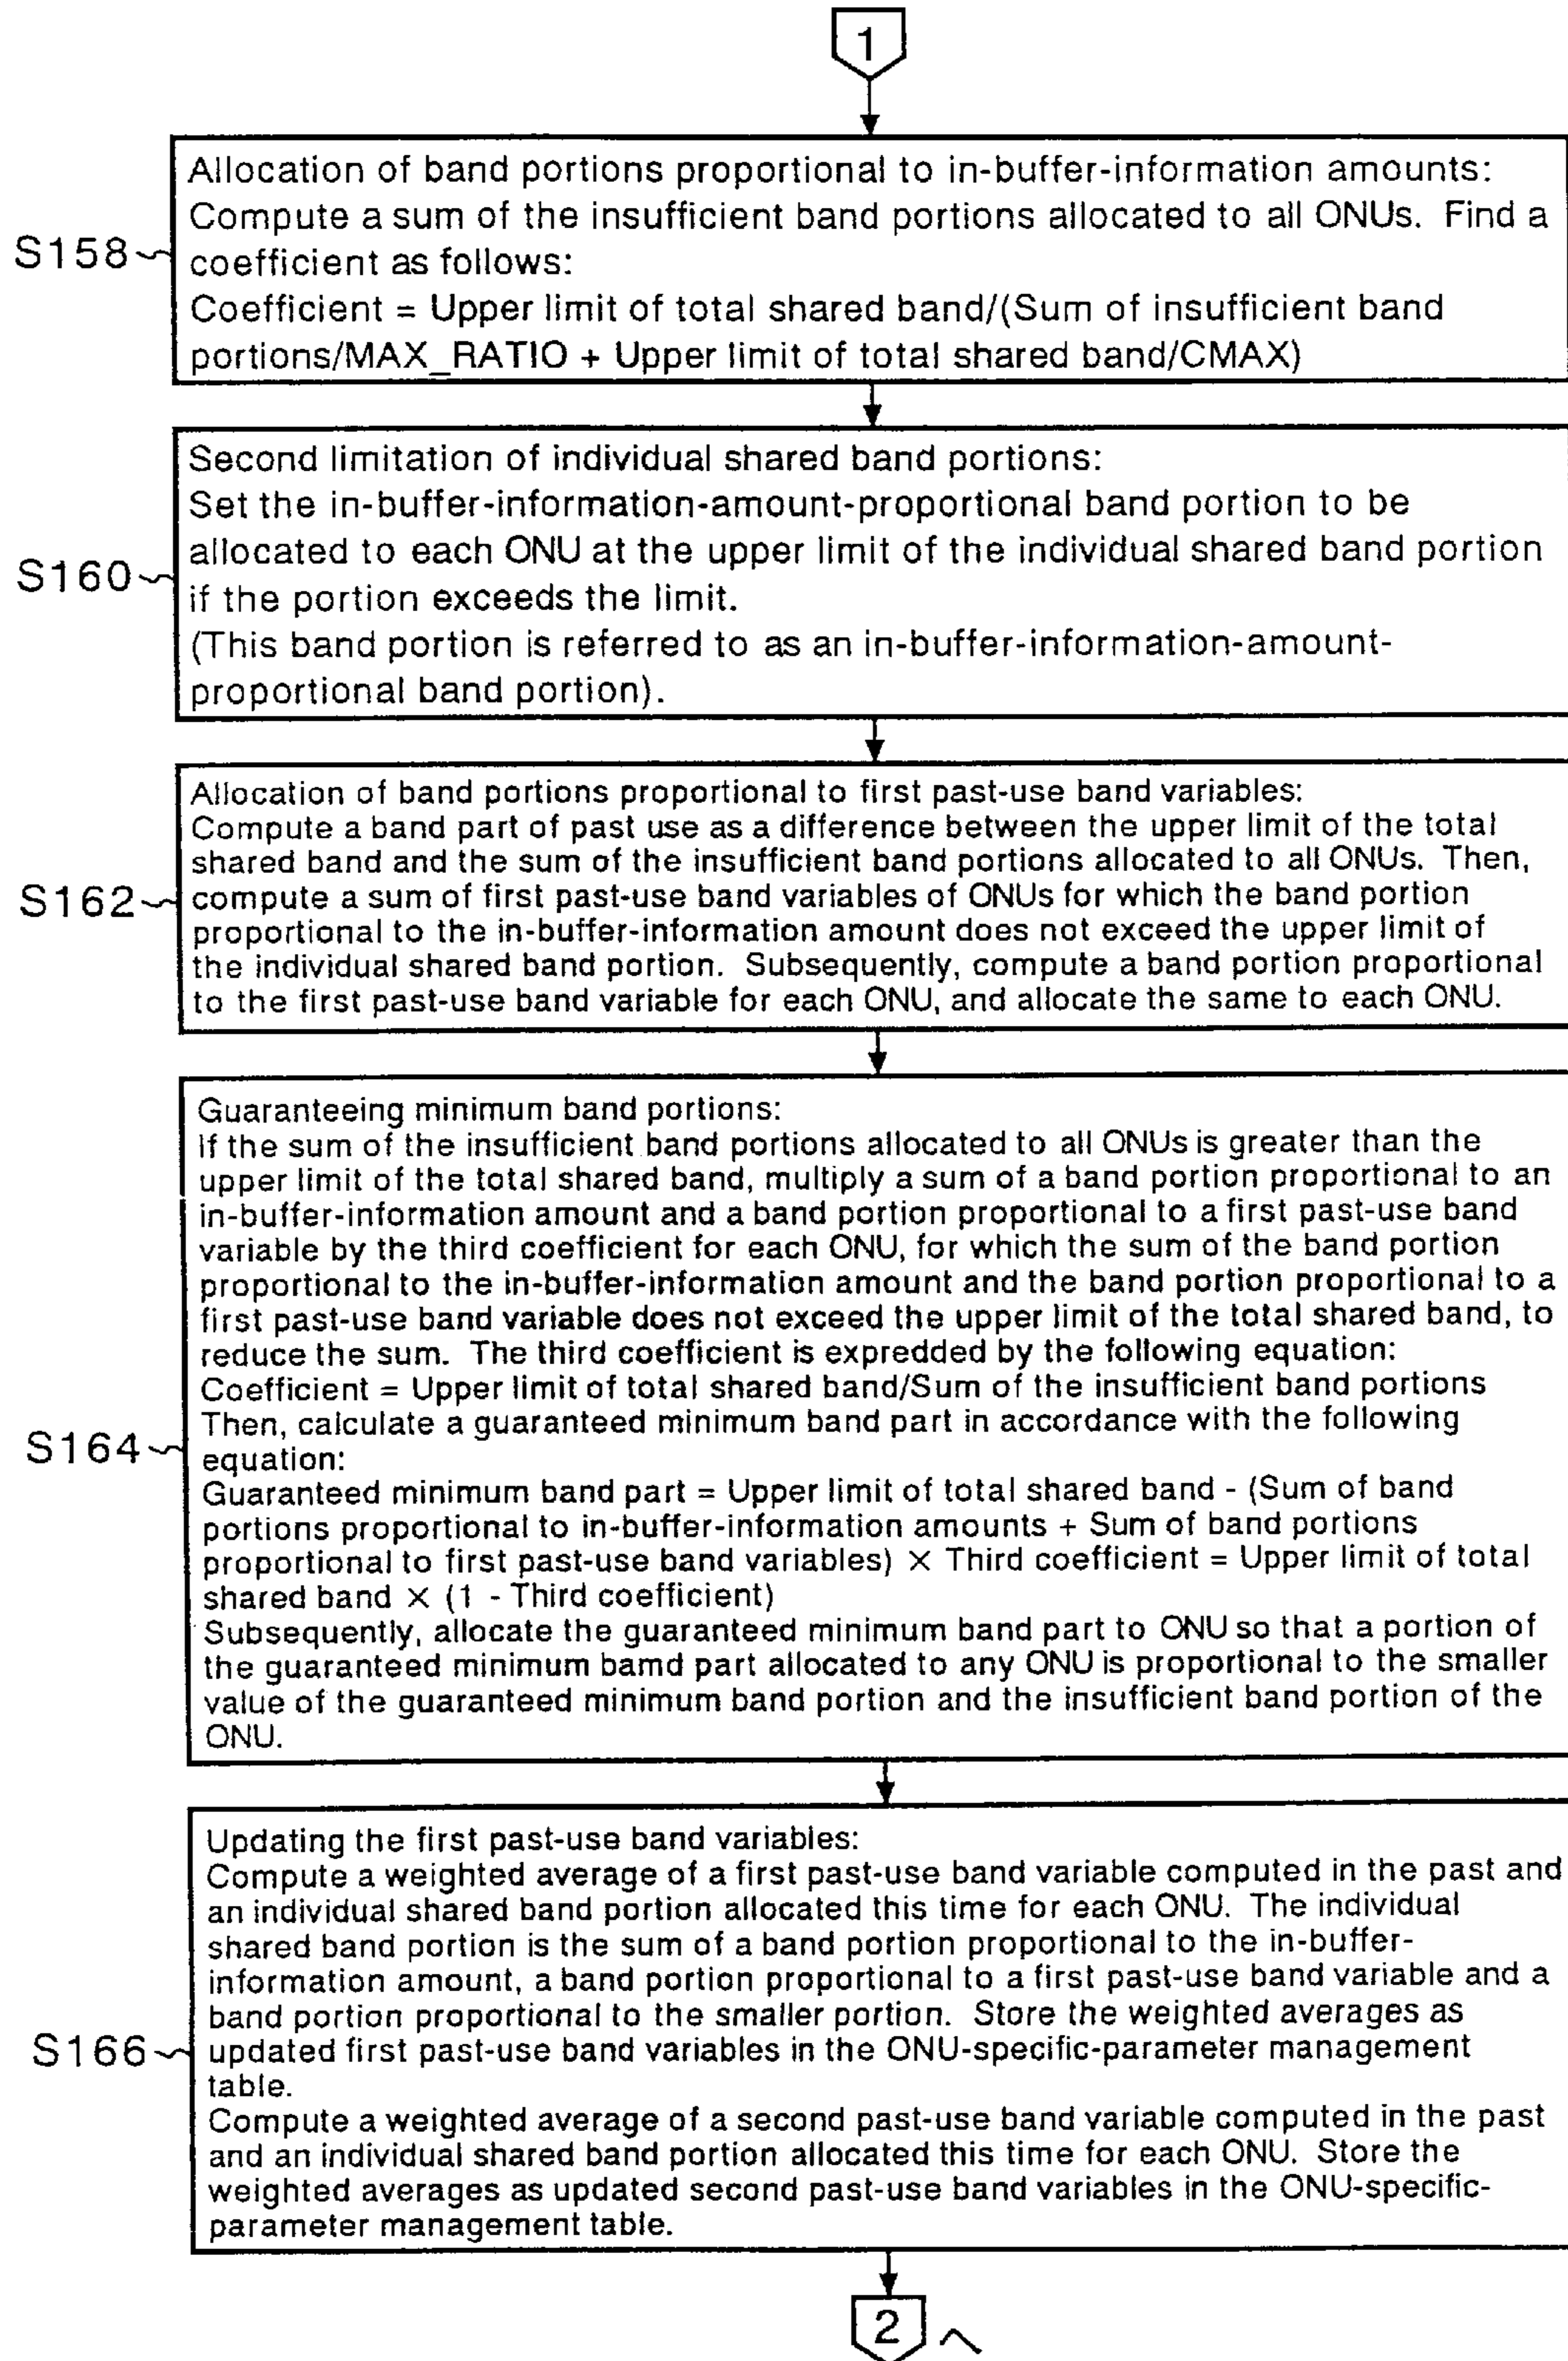 1
Allocation of band portions proportional to in-buffer-information amounts:
Compute a sum of the insufficient band portions allocated to all ONUs. Find a
S158
coefficient as follows:
Coefficient = Upper limit of total shared band/(Sum of insufficient band
portions/MAX_RATIO + Upper limit of total shared band/CMAX)
Second limitation of individual shared band portions:
Set the in-buffer-information-amount-proportional band portion to be
allocated to each ONU at the upper limit of the individual shared band portion
S160
if the portion exceeds the limit.
(This band portion is referred to as an in-buffer-information-amount-
proportional band portion).
Allocation of band portions proportional to first past-use band variables:
Compute a band part of past use as a difference between the upper limit of the total
shared band and the sum of the insufficient band portions allocated to all ONUs. Then,
S162
compute a sum of first past-use band variables of ONUs for which the band portion
proportional to the in-buffer-information amount does not exceed the upper limit of
the individual shared band portion. Subsequently, compute a band portion proportional
to the first past-use band variable for each ONU, and allocate the same to each ONU.
Guaranteeing minimum band portions:
If the sum of the insufficient band portions allocated to all ONUs is greater than the
upper limit of the total shared band, multiply a sum of a band portion proportional to an
in-buffer-information amount and a band portion proportional to a first past-use band
variable by the third coefficient for each ONU, for which the sum of the band portion
proportional to the in-buffer-information amount and the band portion proportional to a
first past-use band variable does not exceed the upper limit of the total shared band, to
reduce the sum. The third coefficient is expredded by the following equation:
Coefficient = Upper limit of total shared band/Sum of the insufficient band portions
Then, calculate a guaranteed minimum band part in accordance with the following
S164
equation:
Guaranteed minimum band part = Upper limit of total shared band - (Sum of band
portions proportional to in-buffer-information amounts + Sum of band portions
proportional to first past-use band variables) × Third coefficient = Upper limit of total
shared band × (1 - Third coefficient)
Subsequently, allocate the guaranteed minimum band part to ONU so that a portion of
the guaranteed minimum bamd part allocated to any ONU is proportional to the smaller
value of the guaranteed minimum band portion and the insufficient band portion of the
ONU.
Updating the first past-use band variables:
Compute a weighted average of a first past-use band variable computed in the past and
an individual shared band portion allocated this time for each ONU. The individual
shared band portion is the sum of a band portion proportional to the in-buffer-
information amount, a band portion proportional to a first past-use band variable and a
band portion proportional to the smaller portion. Store the weighted averages as
S166
updated first past-use band variables in the ONU-specific-parameter management
table.
Compute a weighted average of a second past-use band variable computed in the past
and an individual shared band portion allocated this time for each ONU. Store the
weighted averages as updated second past-use band variables in the ONU-specific-
parameter management table.
2